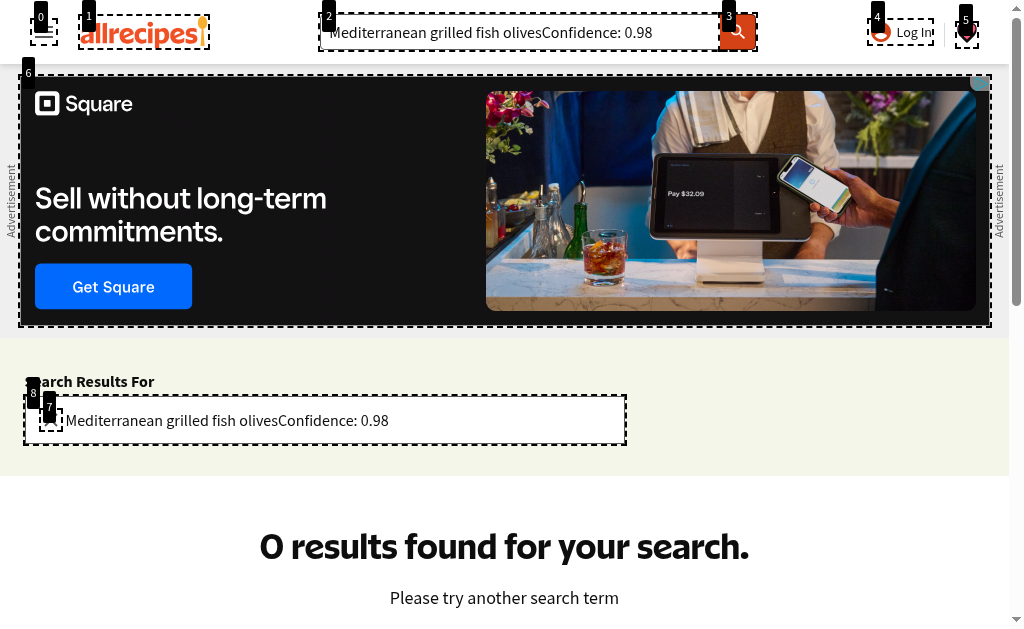 0
1
2
3
4
5
allrecipes
Mediterranean grilled fish olivesConfidence: 0.98
Log In
6
Advertisement
Square
Sell without long-term
commitments.
Get Square
Pay $32.09
Advertisement
Search Results For
8
7
Mediterranean grilled fish olivesConfidence: 0.98
0 results found for your search.
Please try another search term